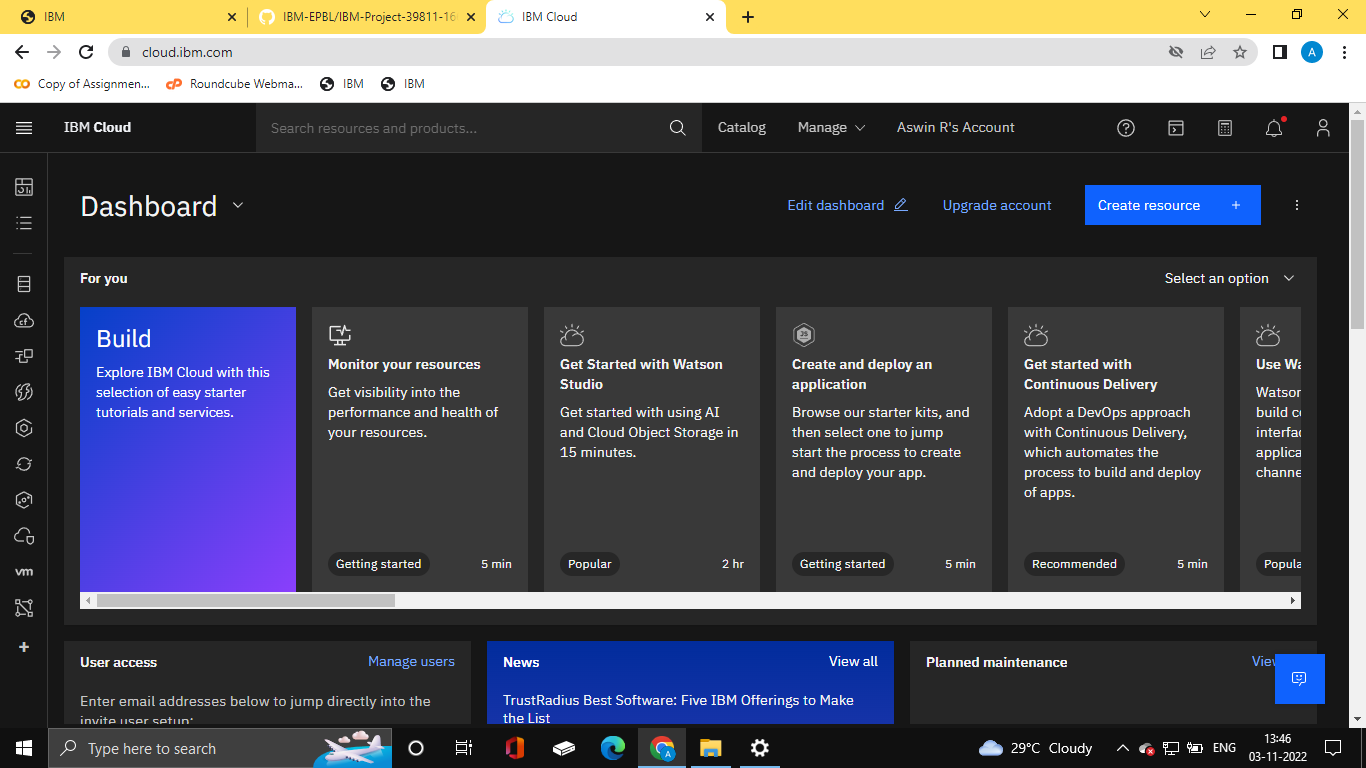 IBM
IBM-EPBL/IBM-Project-39811-16
IBM Cloud
cloud.ibm.com
A
Copy of Assignmen...
Roundcube Webma...
IBM
IBM
IBM Cloud
Search resources and products...
Catalog
Manage
Aswin R's Account
Dashboard
Edit dashboard
Upgrade account
Create resource +
For you
Select an option
Build
Explore IBM Cloud with this
selection of easy starter
tutorials and services.
Monitor your resources
Get visibility into the
performance and health of
your resources.
Getting started
5 min
Get Started with Watson
Studio
Get started with using AI
and Cloud Object Storage in
15 minutes.
Popular
2 hr
JS
Create and deploy an
application
Browse our starter kits, and
then select one to jump
start the process to create
and deploy your app.
Getting started
5 min
Get started with
Continuous Delivery
Adopt a DevOps approach
with Continuous Delivery,
which automates the
process to build and deploy
of apps.
Recommended
5 min
Use Wa
Watson
build co
interfac
applica
channe
Popula
cf
vm
User access
Manage users
Enter email addresses below to jump directly into the
invite user setup:
News
View all
TrustRadius Best Software: Five IBM Offerings to Make
the List
Planned maintenance
View
Type here to search
A
29°C Cloudy
ENG
13:46
03-11-2022